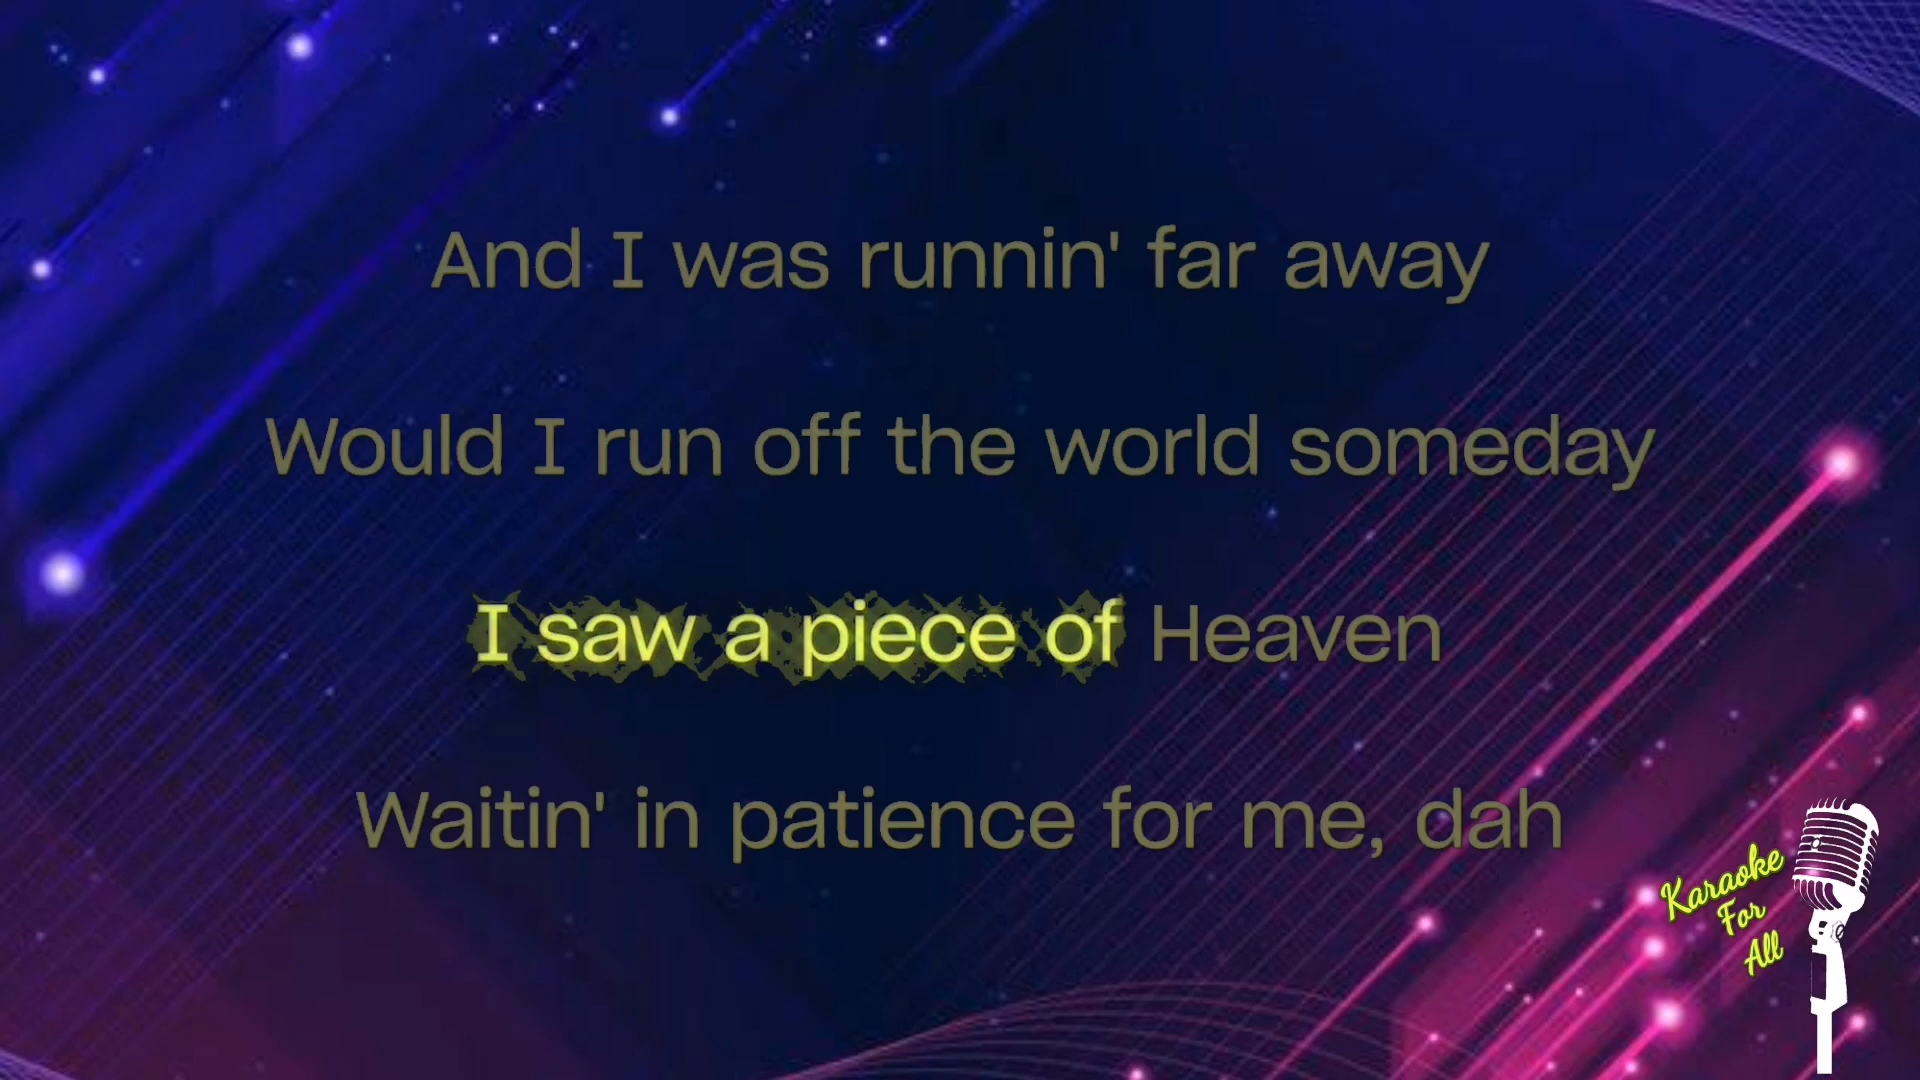 And I was runnin' far away
Would I run off the world someday
I saw a piece of Heaven
Waitin' in patience for me, dah
Karaoke
For
All